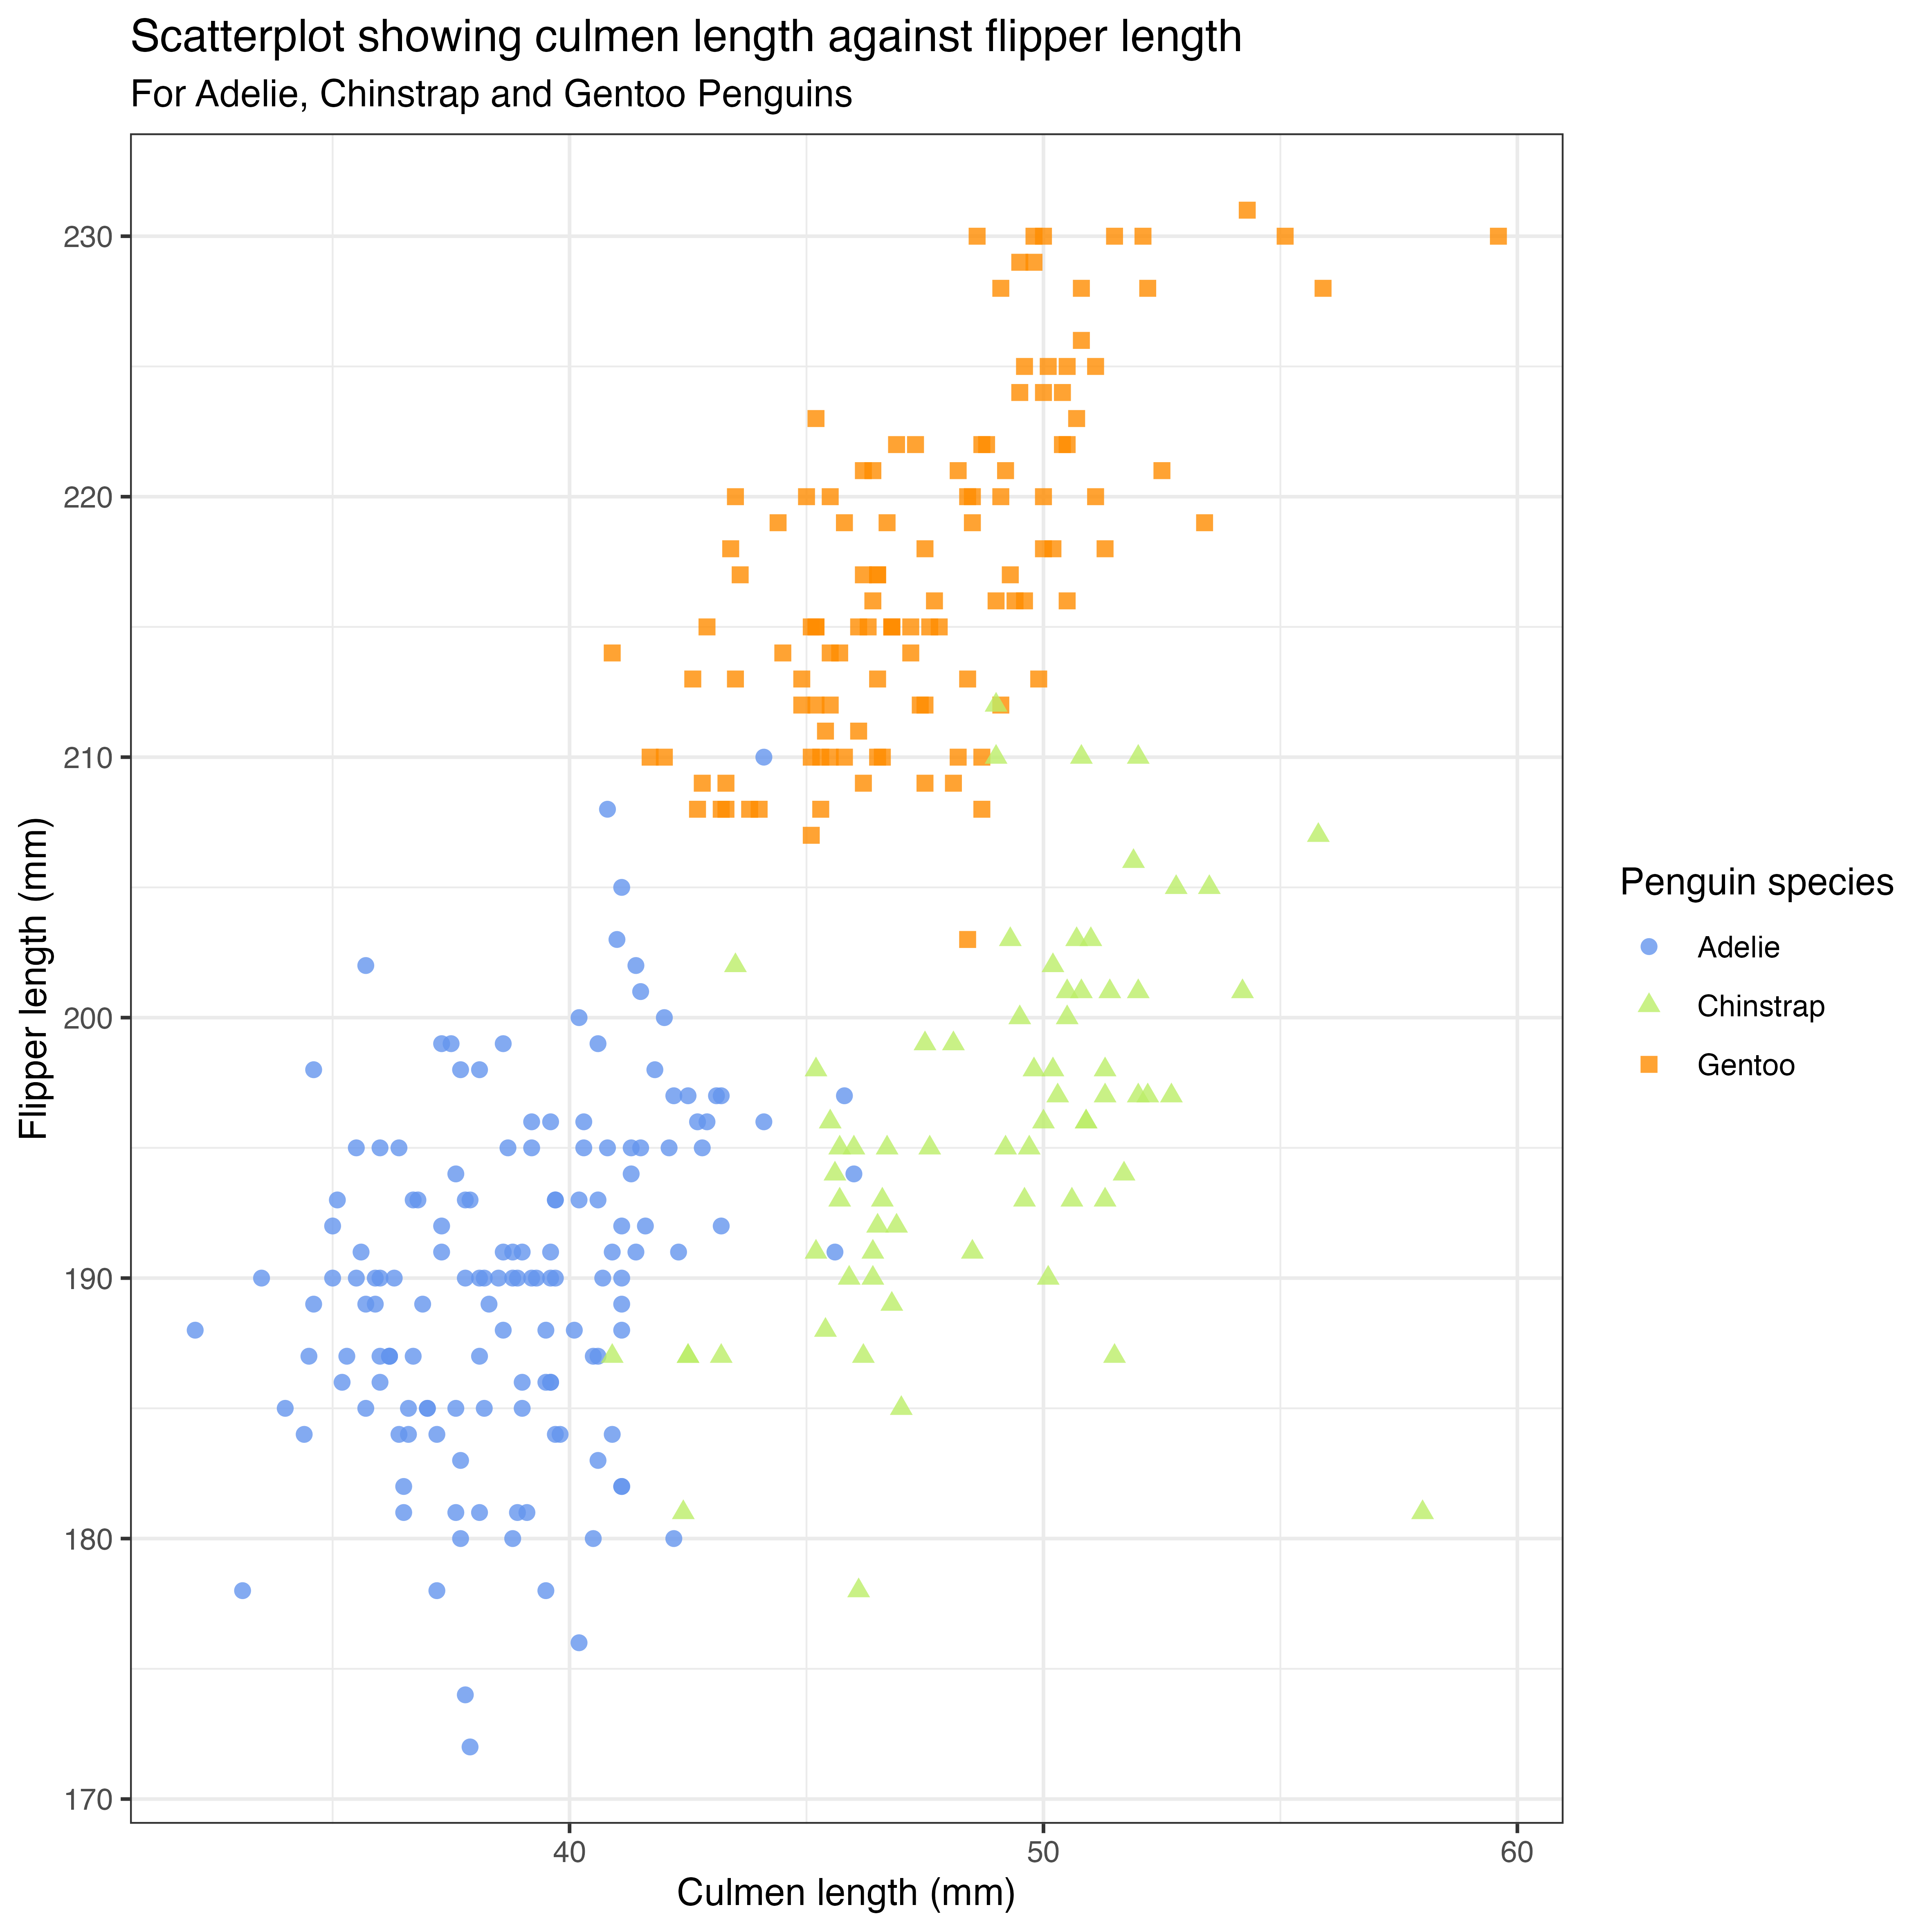 Scatterplot showing culmen length against flipper length
For Adelie, Chinstrap and Gentoo Penguins
Flipper length (mm)
230
220
210
200
190
180
170
40 50 60
Culmen length (mm)
Penguin species
Adelie
Chinstrap
Gentoo